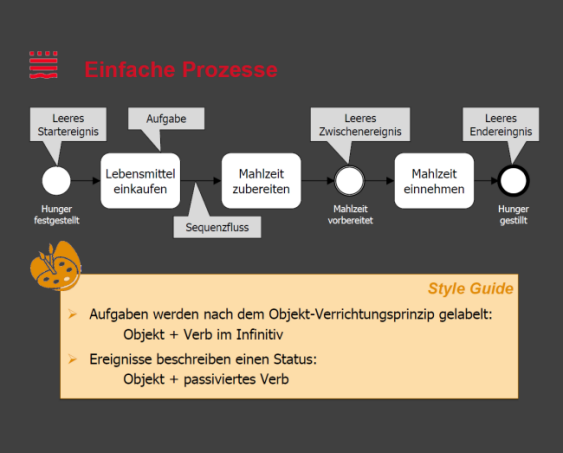 Einfache Prozesse
Leeres
Startereignis
Aufgabe
Leeres
Zwischenereignis
Leeres
Endereingnis
Lebensmittel
einkaufen
Mahlzeit
zubereiten
Mahlzeit
einnehmen
Hunger
festgestellt
Mahlzeit
vorbereitet
Hunger
gestillt
Sequenzfluss
Style Guide
Aufgaben werden nach dem Objekt-Verrichtungsprinzip gelabelt:
Objekt + Verb im Infinitiv
Ereignisse beschreiben einen Status:
Objekt + passiviertes Verb